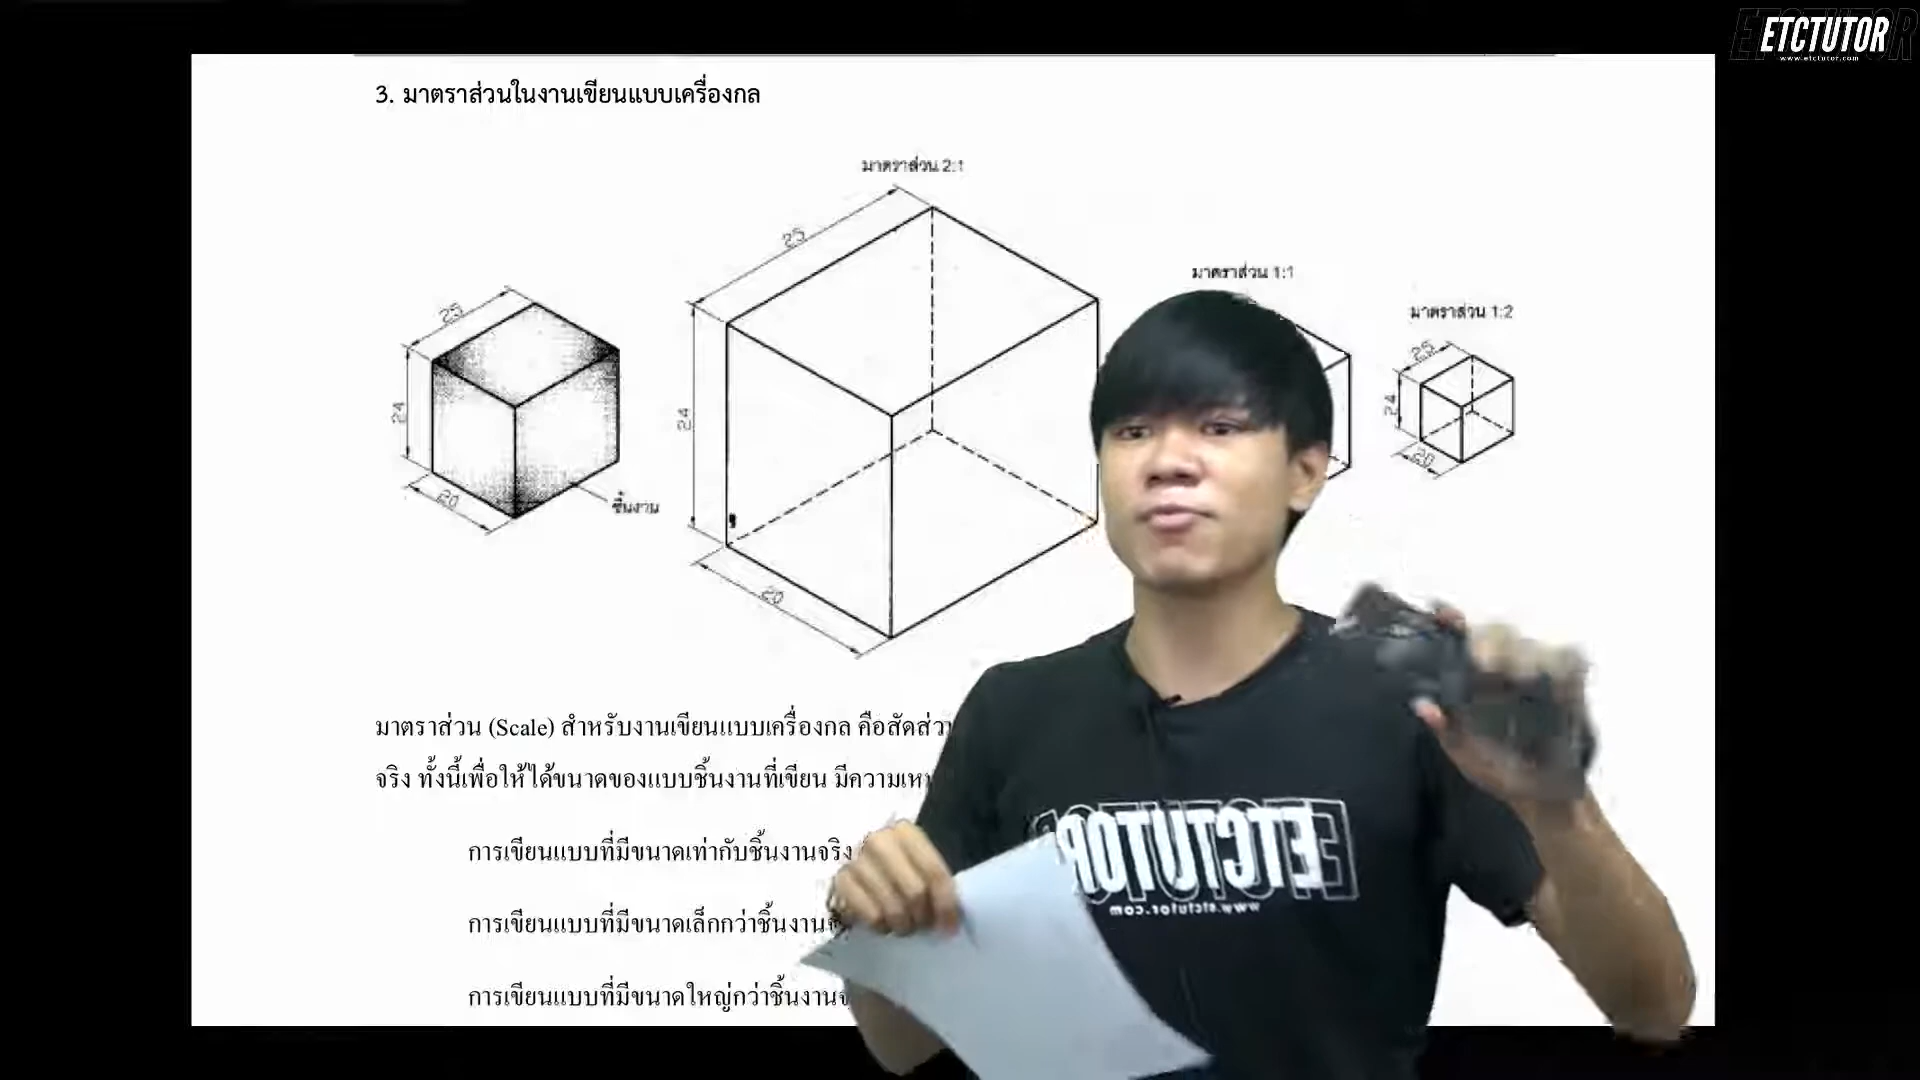 ETCTUTOR
www.etctutor.com
3. มาตราส่วนในงานเขียนแบบเครื่องกล
มาตราส่วน 2:1
25
24
20
มาตราส่วน 1:1
มาตราส่วน 1:2
25
24
20
25
24
20
ชิ้นงาน
มาตราส่วน (Scale) สำหรับงานเขียนแบบเครื่องกล คือสัดส่ว
จริง ทั้งนี้เพื่อให้ได้ขนาดของแบบชิ้นงานที่เขียน มีความเห
การเขียนแบบที่มีขนาดเท่ากับชิ้นงานจริง
การเขียนแบบที่มีขนาดเล็กกว่าชิ้นงาน
การเขียนแบบที่มีขนาดใหญ่กว่าชิ้นงาน
ETCTUTOR
www.etctutor.com